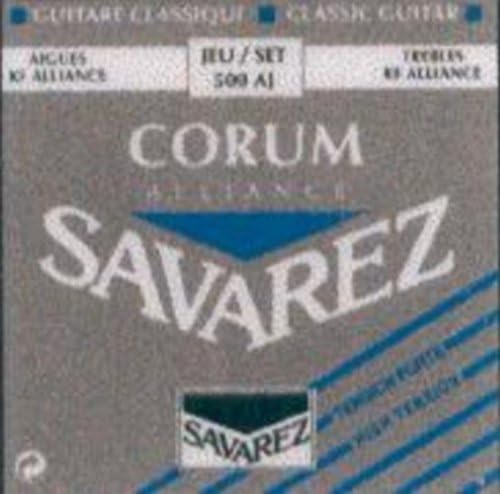 GUITARE CLASSIQUE CLASSIC GUITAR
AIGUES JEU / SET TREBLES
KF ALLIANCE 500 AJ KF ALLIANCE
CORUM
ALLIANCE
SAVAREZ
TENSION FORTE
HIGH TENSION
SAVAREZ